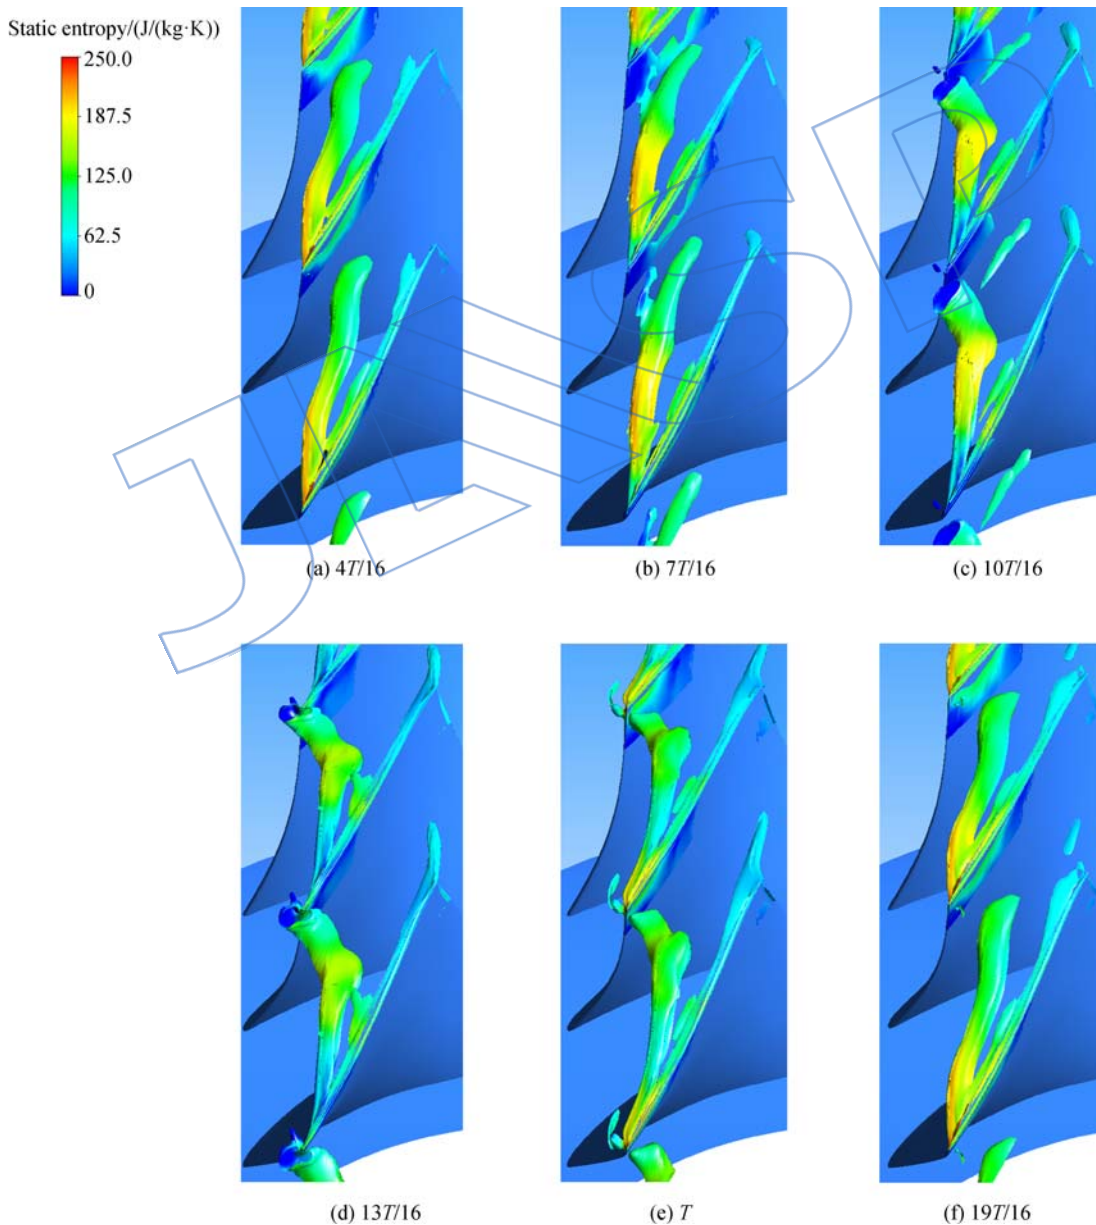 Static entropy/(J/(kg·K))
250.0
187.5
125.0
62.5
0
(a) 4T/16
(b) 7T/16
(c) 10T/16
(d) 13T/16
(e) T
(f) 19T/16